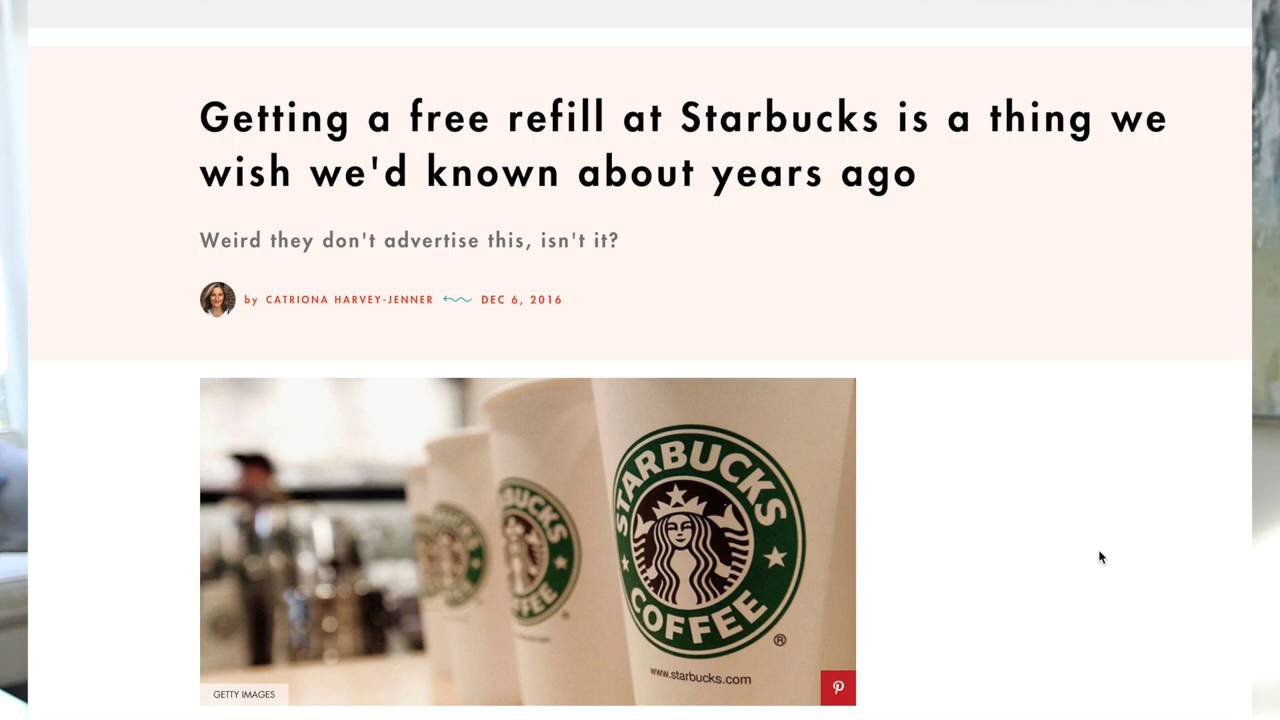 Getting a free refill at Starbucks is a thing we
wish we'd known about years ago
Weird they don't advertise this, isn't it?
by CATRIONA HARVEY-JENNER DEC 6, 2016
STARBUCKS
COFFEE
®
www.starbucks.com
GETTY IMAGES